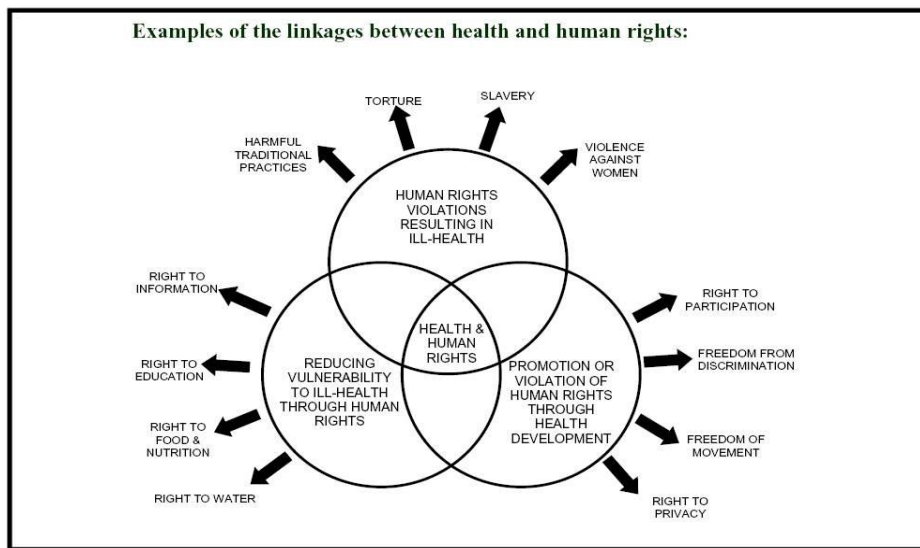 Examples of the linkages between health and human rights:
TORTURE
SLAVERY
HARMFUL
TRADITIONAL
PRACTICES
VIOLENCE
AGAINST
WOMEN
HUMAN RIGHTS
VIOLATIONS
RESULTING IN
ILL-HEALTH
RIGHT TO
INFORMATION
RIGHT TO
EDUCATION
RIGHT TO
FOOD &
NUTRITION
RIGHT TO WATER
REDUCING
VULNERABILITY
TO ILL-HEALTH
THROUGH HUMAN
RIGHTS
HEALTH &
HUMAN
RIGHTS
PROMOTION OR
VIOLATION OF
HUMAN RIGHTS
THROUGH
HEALTH
DEVELOPMENT
RIGHT TO
PARTICIPATION
FREEDOM FROM
DISCRIMINATION
FREEDOM OF
MOVEMENT
RIGHT TO
PRIVACY